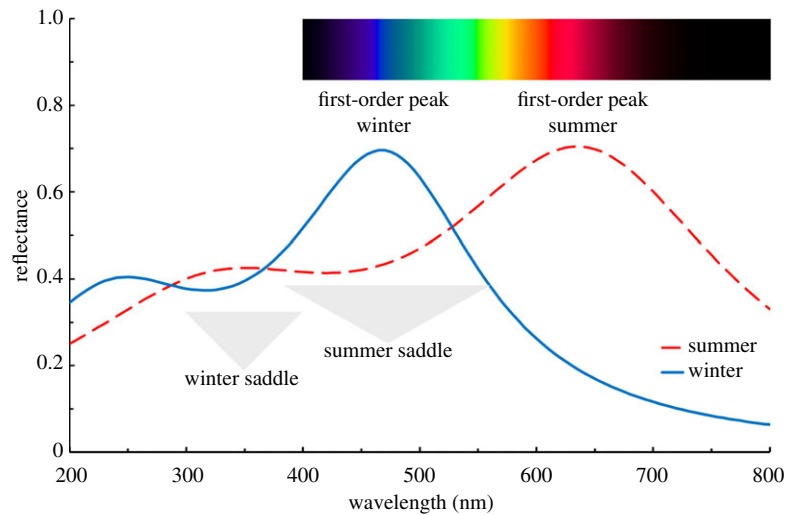 1.0
0.8
0.6
0.4
0.2
0
reflectance
first-order peak
winter
first-order peak
summer
winter saddle
summer saddle
summer
winter
200 300 400 500 600 700 800
wavelength (nm)